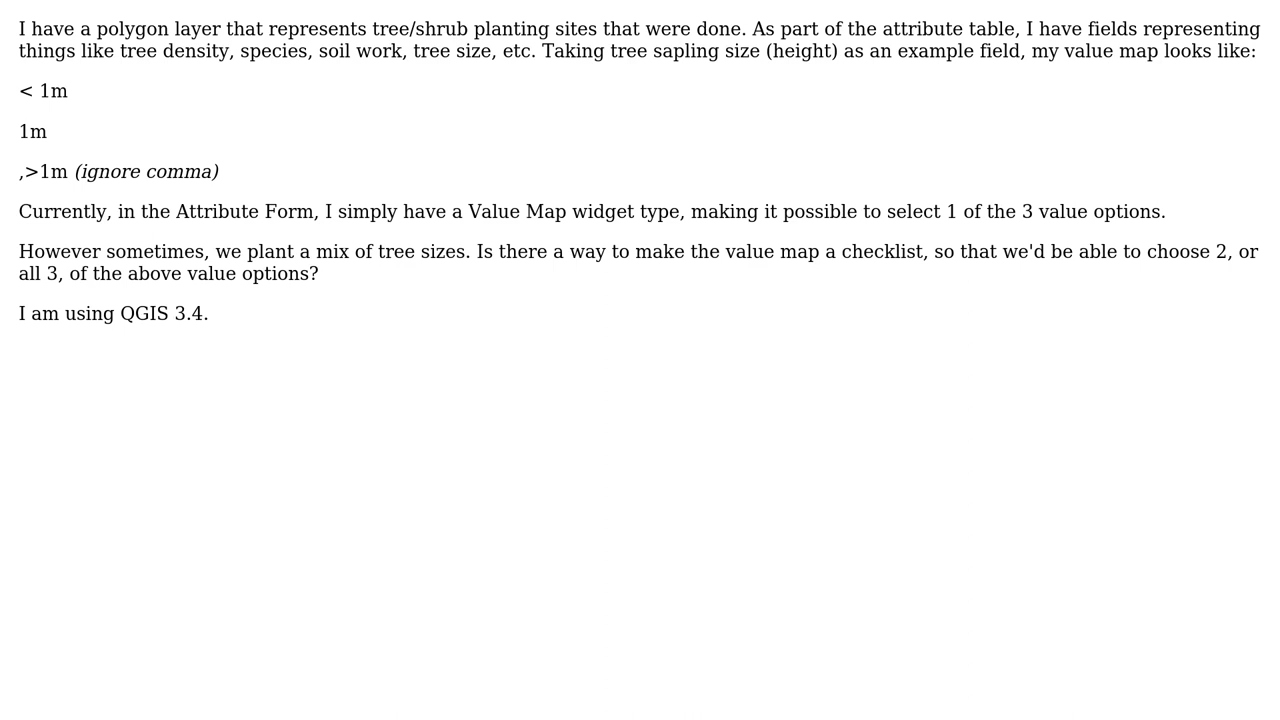 I have a polygon layer that represents tree/shrub planting sites that were done. As part of the attribute table, I have fields representing
things like tree density, species, soil work, tree size, etc. Taking tree sapling size (height) as an example field, my value map looks like:
< 1m
1m
,>1m (ignore comma)
Currently, in the Attribute Form, I simply have a Value Map widget type, making it possible to select 1 of the 3 value options.
However sometimes, we plant a mix of tree sizes. Is there a way to make the value map a checklist, so that we'd be able to choose 2, or
all 3, of the above value options?
I am using QGIS 3.4.